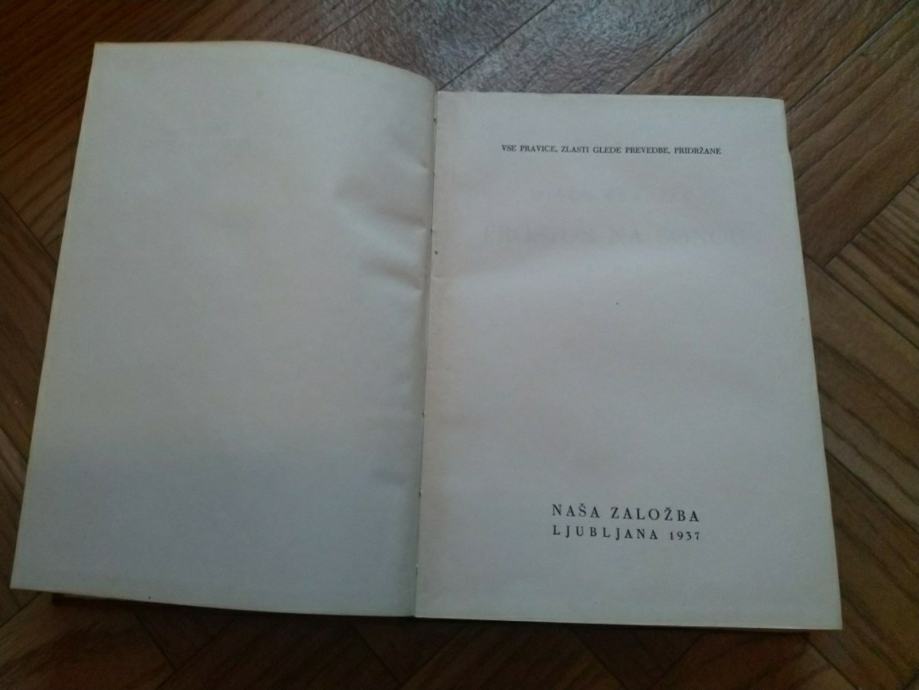 VSE PRAVICE, ZLASTI GLEDE PREVEDBE, PRIDRŽANE
NAŠA ZALOŽBA
LJUBLJANA 1937